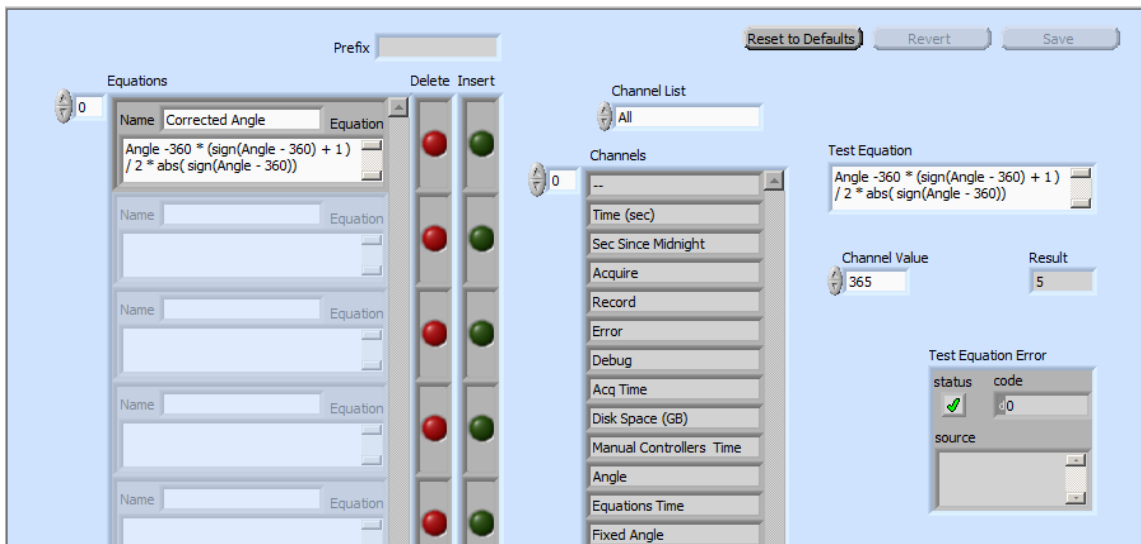 Prefix
Reset to Defaults
Revert
Save
Equations
Delete
Insert
0
Name
Corrected Angle
Equation
Angle -360 * (sign(Angle - 360) + 1 )
/ 2 * abs( sign(Angle - 360))
Name
Equation
Name
Equation
Name
Equation
Name
Equation
Channel List
All
Channels
0
--
Time (sec)
Sec Since Midnight
Acquire
Record
Error
Debug
Acq Time
Disk Space (GB)
Manual Controllers  Time
Angle
Equations Time
Fixed Angle
Test Equation
Angle -360 * (sign(Angle - 360) + 1 )
/ 2 * abs( sign(Angle - 360))
Channel Value
365
Result
5
Test Equation Error
status
code
d0
source